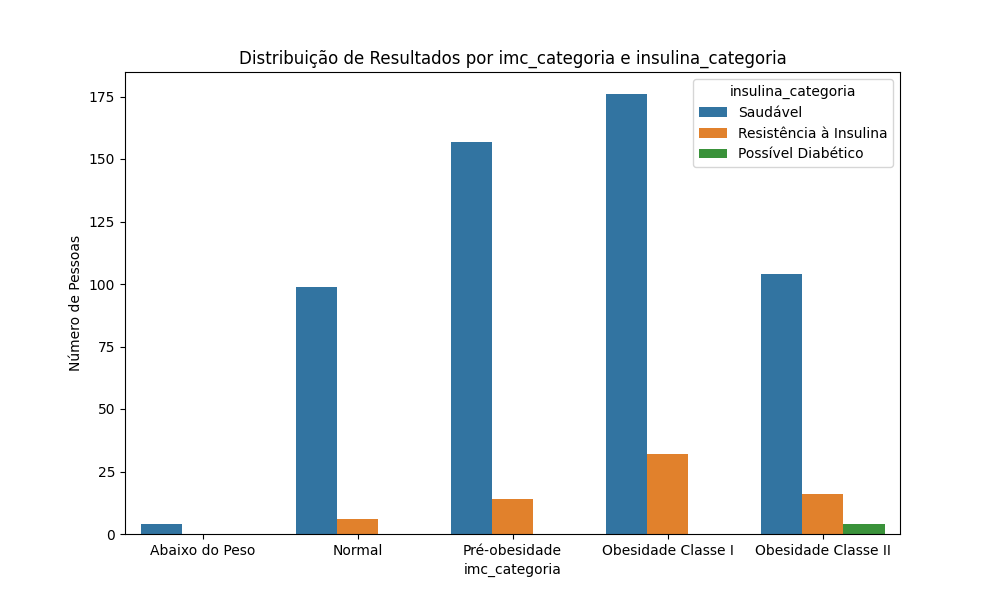 Distribuição de Resultados por imc_categoria e insulina_categoria
insulina_categoria
Saudável
Resistência à Insulina
Possível Diabético
Número de Pessoas
175
150
125
100
75
50
25
0
Abaixo do Peso
Normal
Pré-obesidade
Obesidade Classe I
Obesidade Classe II
imc_categoria